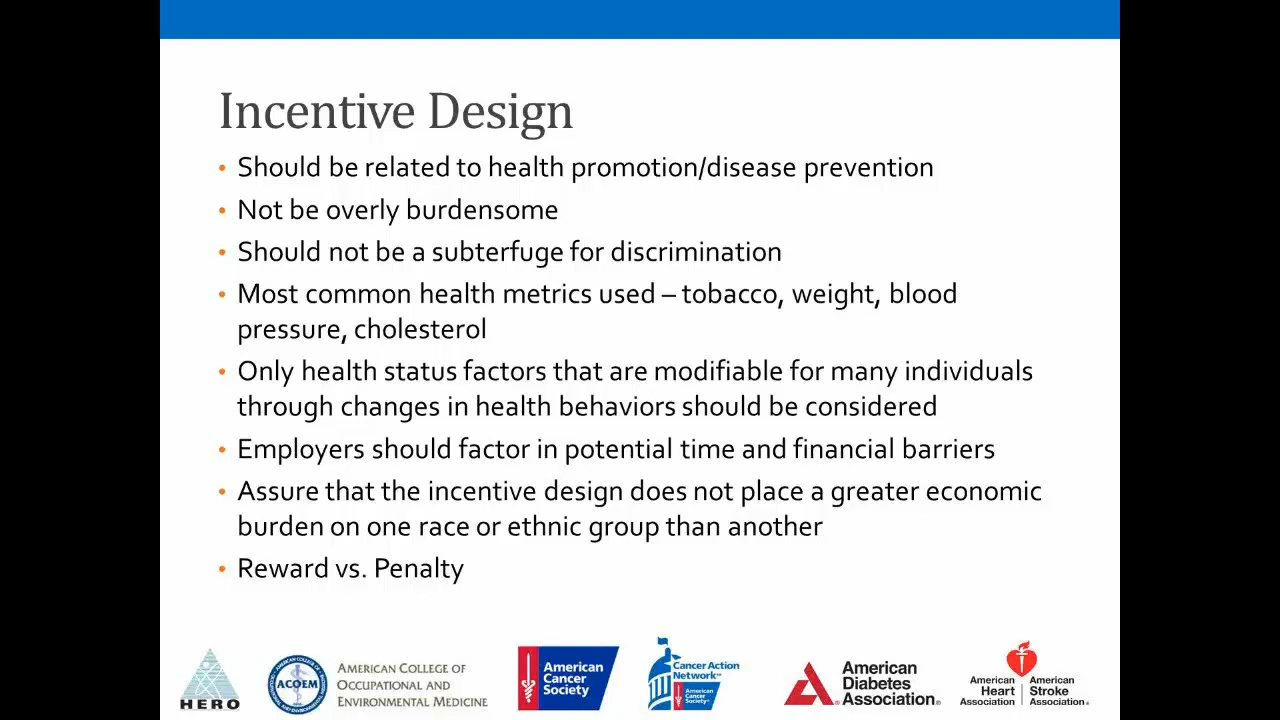 Incentive Design
• Should be related to health promotion/disease prevention
• Not be overly burdensome
• Should not be a subterfuge for discrimination
• Most common health metrics used – tobacco, weight, blood
pressure, cholesterol
• Only health status factors that are modifiable for many individuals
through changes in health behaviors should be considered
• Employers should factor in potential time and financial barriers
• Assure that the incentive design does not place a greater economic
burden on one race or ethnic group than another
• Reward vs. Penalty
HERO
ACOEM
AMERICAN COLLEGE OF
OCCUPATIONAL AND
ENVIRONMENTAL MEDICINE
American
Cancer
Society
Cancer Action
Network
American
Cancer
Society
American
Diabetes
Association
American
Heart
Association
American
Stroke
Association